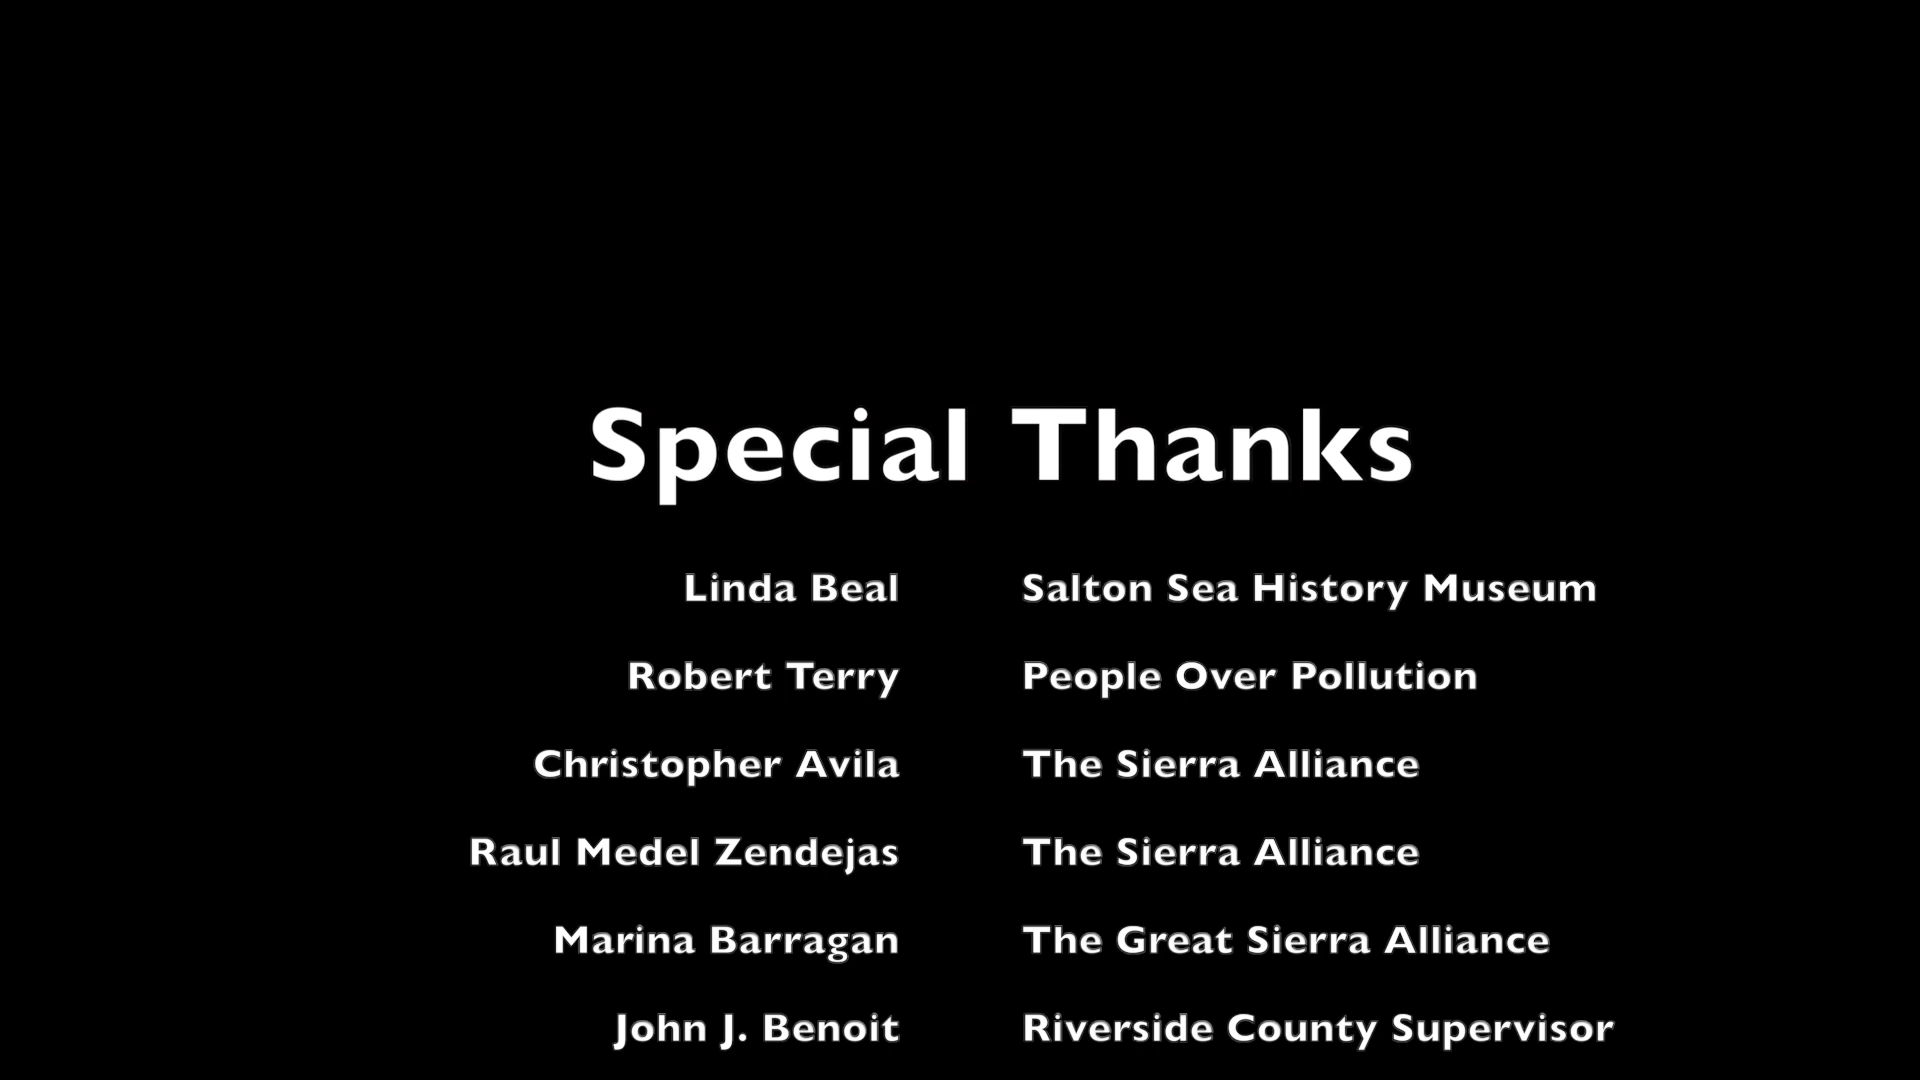 Special Thanks
Linda Beal Salton Sea History Museum
Robert Terry People Over Pollution
Christopher Avila The Sierra Alliance
Raul Medel Zendejas The Sierra Alliance
Marina Barragan The Great Sierra Alliance
John J. Benoit Riverside County Supervisor